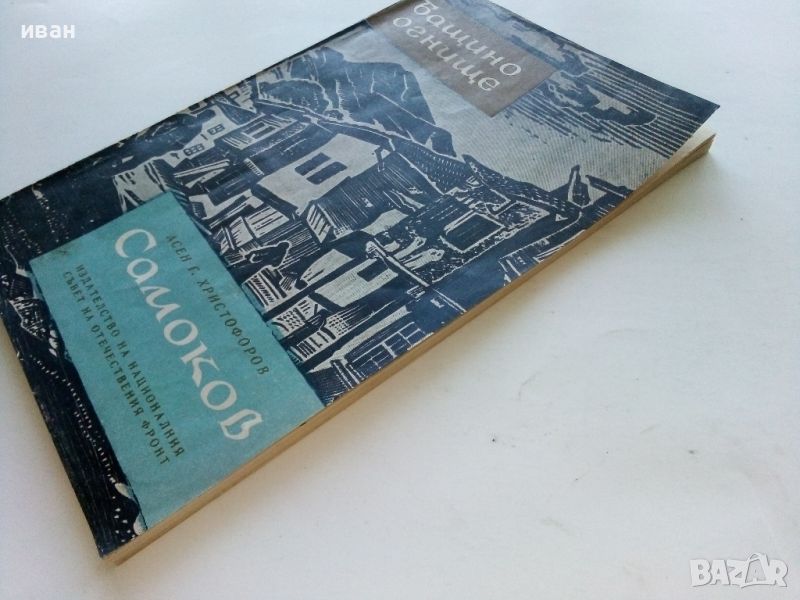 иван
бащино
огнище
АСЕН Г. ХРИСТОФОРОВ
Самоков
ИЗДАТЕЛСТВО НА НАЦИОНАЛНИЯ
СЪВЕТ НА ОТЕЧЕСТВЕНИЯ ФРОНТ
BAZAR